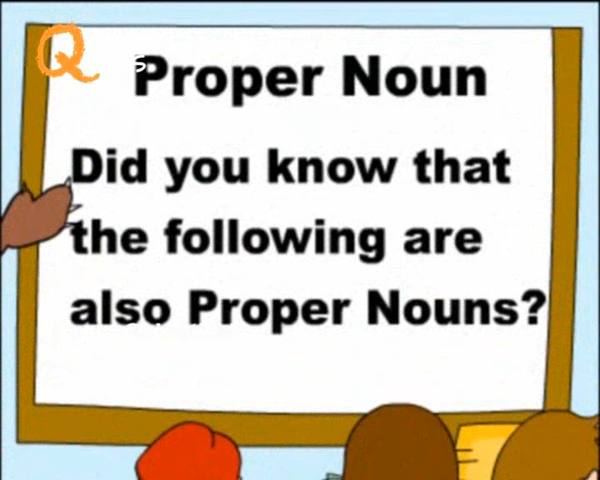 Q
Proper Noun
Did you know that
the following are
also Proper Nouns?